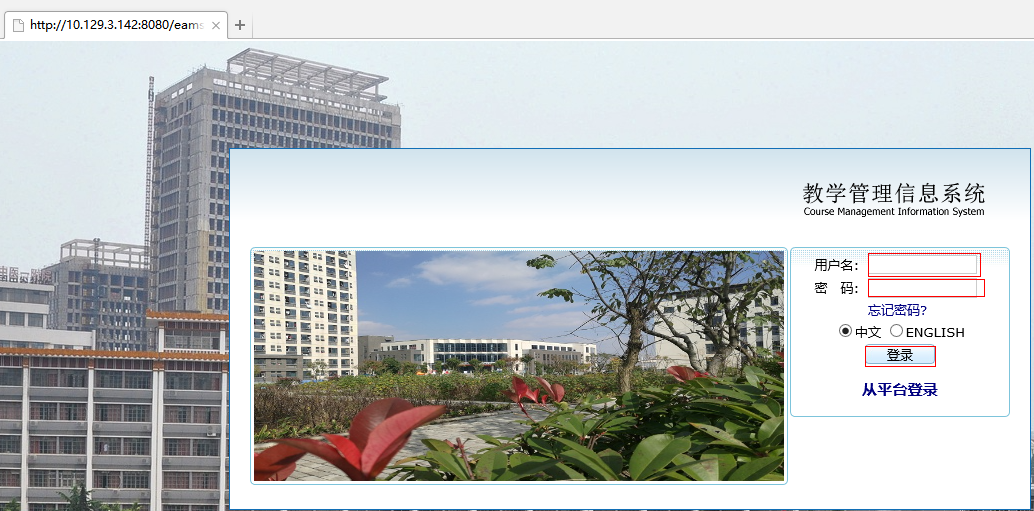 http://10.129.3.142:8080/eams
教学管理信息系统
Course Management Information System
用户名:
密 码:
忘记密码?
中文 ENGLISH
登录
从平台登录